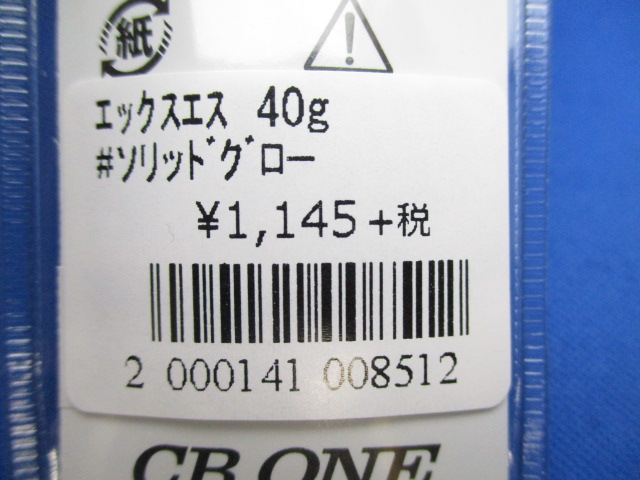 紙
エックスエス 40g
#ソリッドグロー
¥1,145+税
2 000141 008512
CB ONE